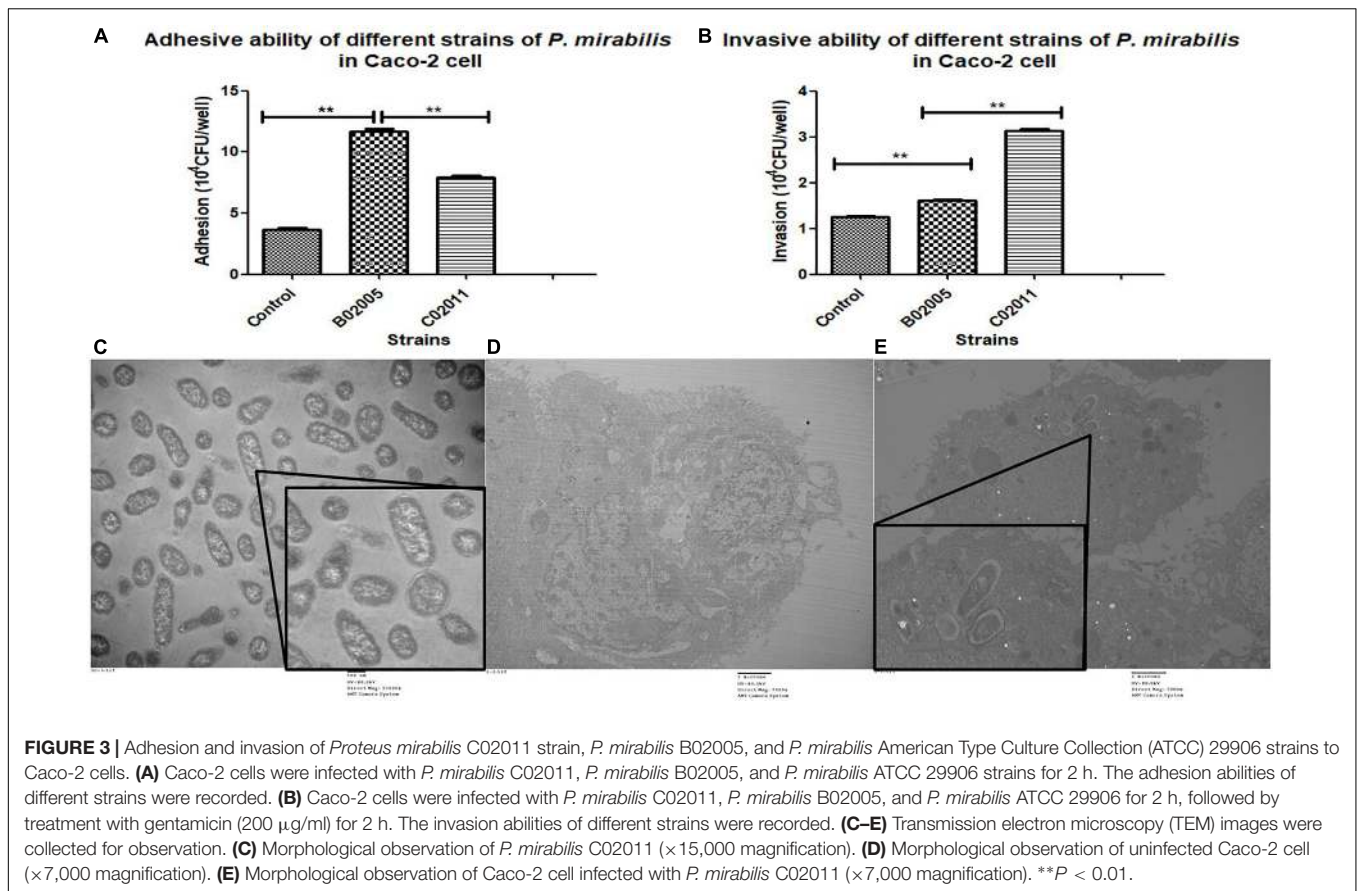 A Adhesive ability of different strains of P. mirabilis
in Caco-2 cell
15
10
5
0
Adhesion (10⁴CFU/well)
** **
Control B02005 C02011
Strains
B Invasive ability of different strains of P. mirabilis
in Caco-2 cell
4
3
2
1
0
Invasion (10⁴CFU/well)
**
**
Control B02005 C02011
Strains
C D E
AMT Camera System
AMT Camera System
AMT Camera System
FIGURE 3 | Adhesion and invasion of Proteus mirabilis C02011 strain, P. mirabilis B02005, and P. mirabilis American Type Culture Collection (ATCC) 29906 strains to
Caco-2 cells. (A) Caco-2 cells were infected with P. mirabilis C02011, P. mirabilis B02005, and P. mirabilis ATCC 29906 strains for 2 h. The adhesion abilities of
different strains were recorded. (B) Caco-2 cells were infected with P. mirabilis C02011, P. mirabilis B02005, and P. mirabilis ATCC 29906 for 2 h, followed by
treatment with gentamicin (200 μg/ml) for 2 h. The invasion abilities of different strains were recorded. (C–E) Transmission electron microscopy (TEM) images were
collected for observation. (C) Morphological observation of P. mirabilis C02011 (×15,000 magnification). (D) Morphological observation of uninfected Caco-2 cell
(×7,000 magnification). (E) Morphological observation of Caco-2 cell infected with P. mirabilis C02011 (×7,000 magnification). **P < 0.01.